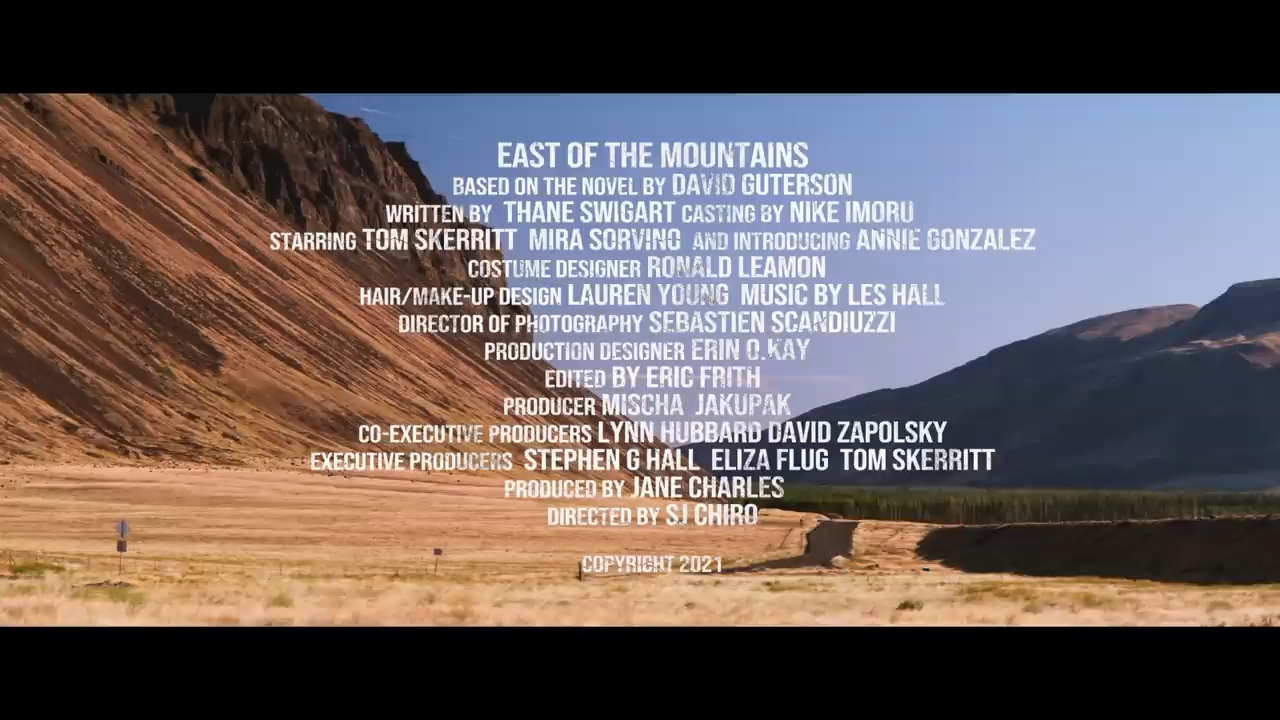 EAST OF THE MOUNTAINS
BASED ON THE NOVEL BY DAVID GUTERSON
WRITTEN BY THANE SWIGART CASTING BY NIKE IMORU
STARRING TOM SKERRITT MIRA SORVINO AND INTRODUCING ANNIE GONZALEZ
COSTUME DESIGNER RONALD LEAMON
HAIR/MAKE-UP DESIGN LAUREN YOUNG MUSIC BY LES HALL
DIRECTOR OF PHOTOGRAPHY SEBASTIEN SCANDIUZZI
PRODUCTION DESIGNER ERIN O.KAY
EDITED BY ERIC FRITH
PRODUCER MISCHA JAKUPAK
CO-EXECUTIVE PRODUCERS LYNN HUBBARD DAVID ZAPOLSKY
EXECUTIVE PRODUCERS STEPHEN G HALL ELIZA FLUG TOM SKERRITT
PRODUCED BY JANE CHARLES
DIRECTED BY SJ CHIRO
COPYRIGHT 2021